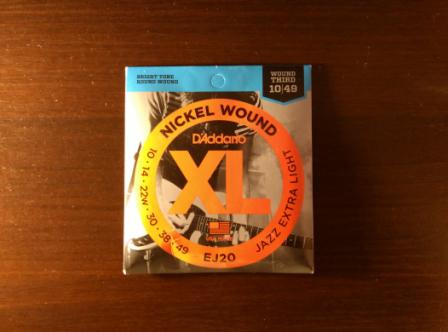 BRIGHT TONE
ROUND WOUND
WOUND
THIRD
10/49
NICKEL WOUND
D'Addario
XL
10 · 14 · 22W · 30 · 38 · 49
EJ20
JAZZ EXTRA LIGHT